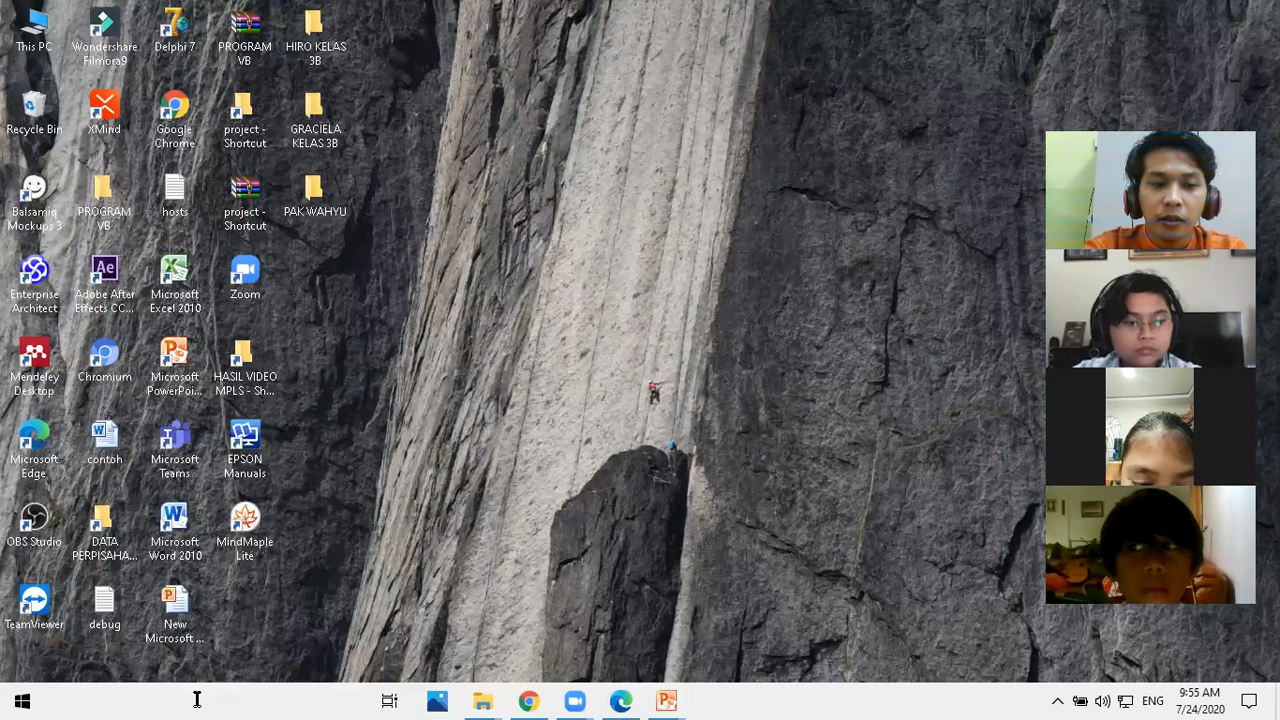 This PC
Wondershare
Filmora9
Delphi 7
PROGRAM
VB
HIRO KELAS
3B
Recycle Bin
XMind
Google
Chrome
project -
Shortcut
GRACIELA
KELAS 3B
Balsamiq
Mockups 3
PROGRAM
VB
hosts
project -
Shortcut
PAK WAHYU
Enterprise
Architect
Adobe After
Effects CC...
Microsoft
Excel 2010
Zoom
Mendeley
Desktop
Chromium
Microsoft
PowerPoi...
HASIL VIDEO
MPLS - Sh...
Microsoft
Edge
contoh
Microsoft
Teams
EPSON
Manuals
OBS Studio
DATA
PERPISAHA...
Microsoft
Word 2010
MindMaple
Lite
TeamViewer
debug
New
Microsoft ...
ENG
9:55 AM
7/24/2020